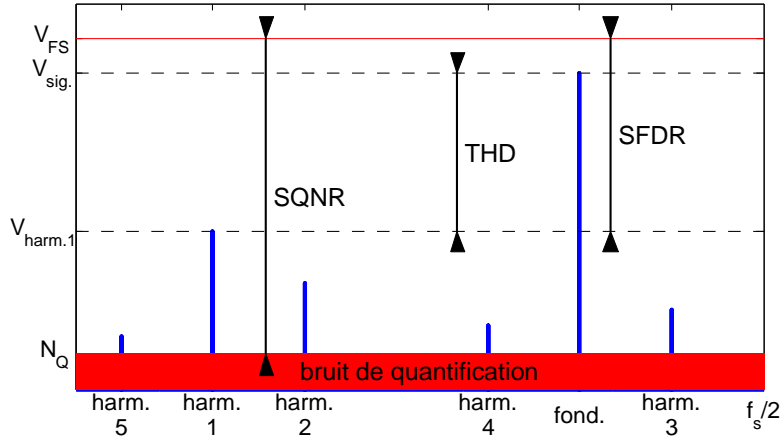 V_FS
V_sig.
THD
SFDR
SQNR
V_harm.1
N_Q
bruit de quantification
harm. 5
harm. 1
harm. 2
harm. 4
fond.
harm. 3
f_s/2